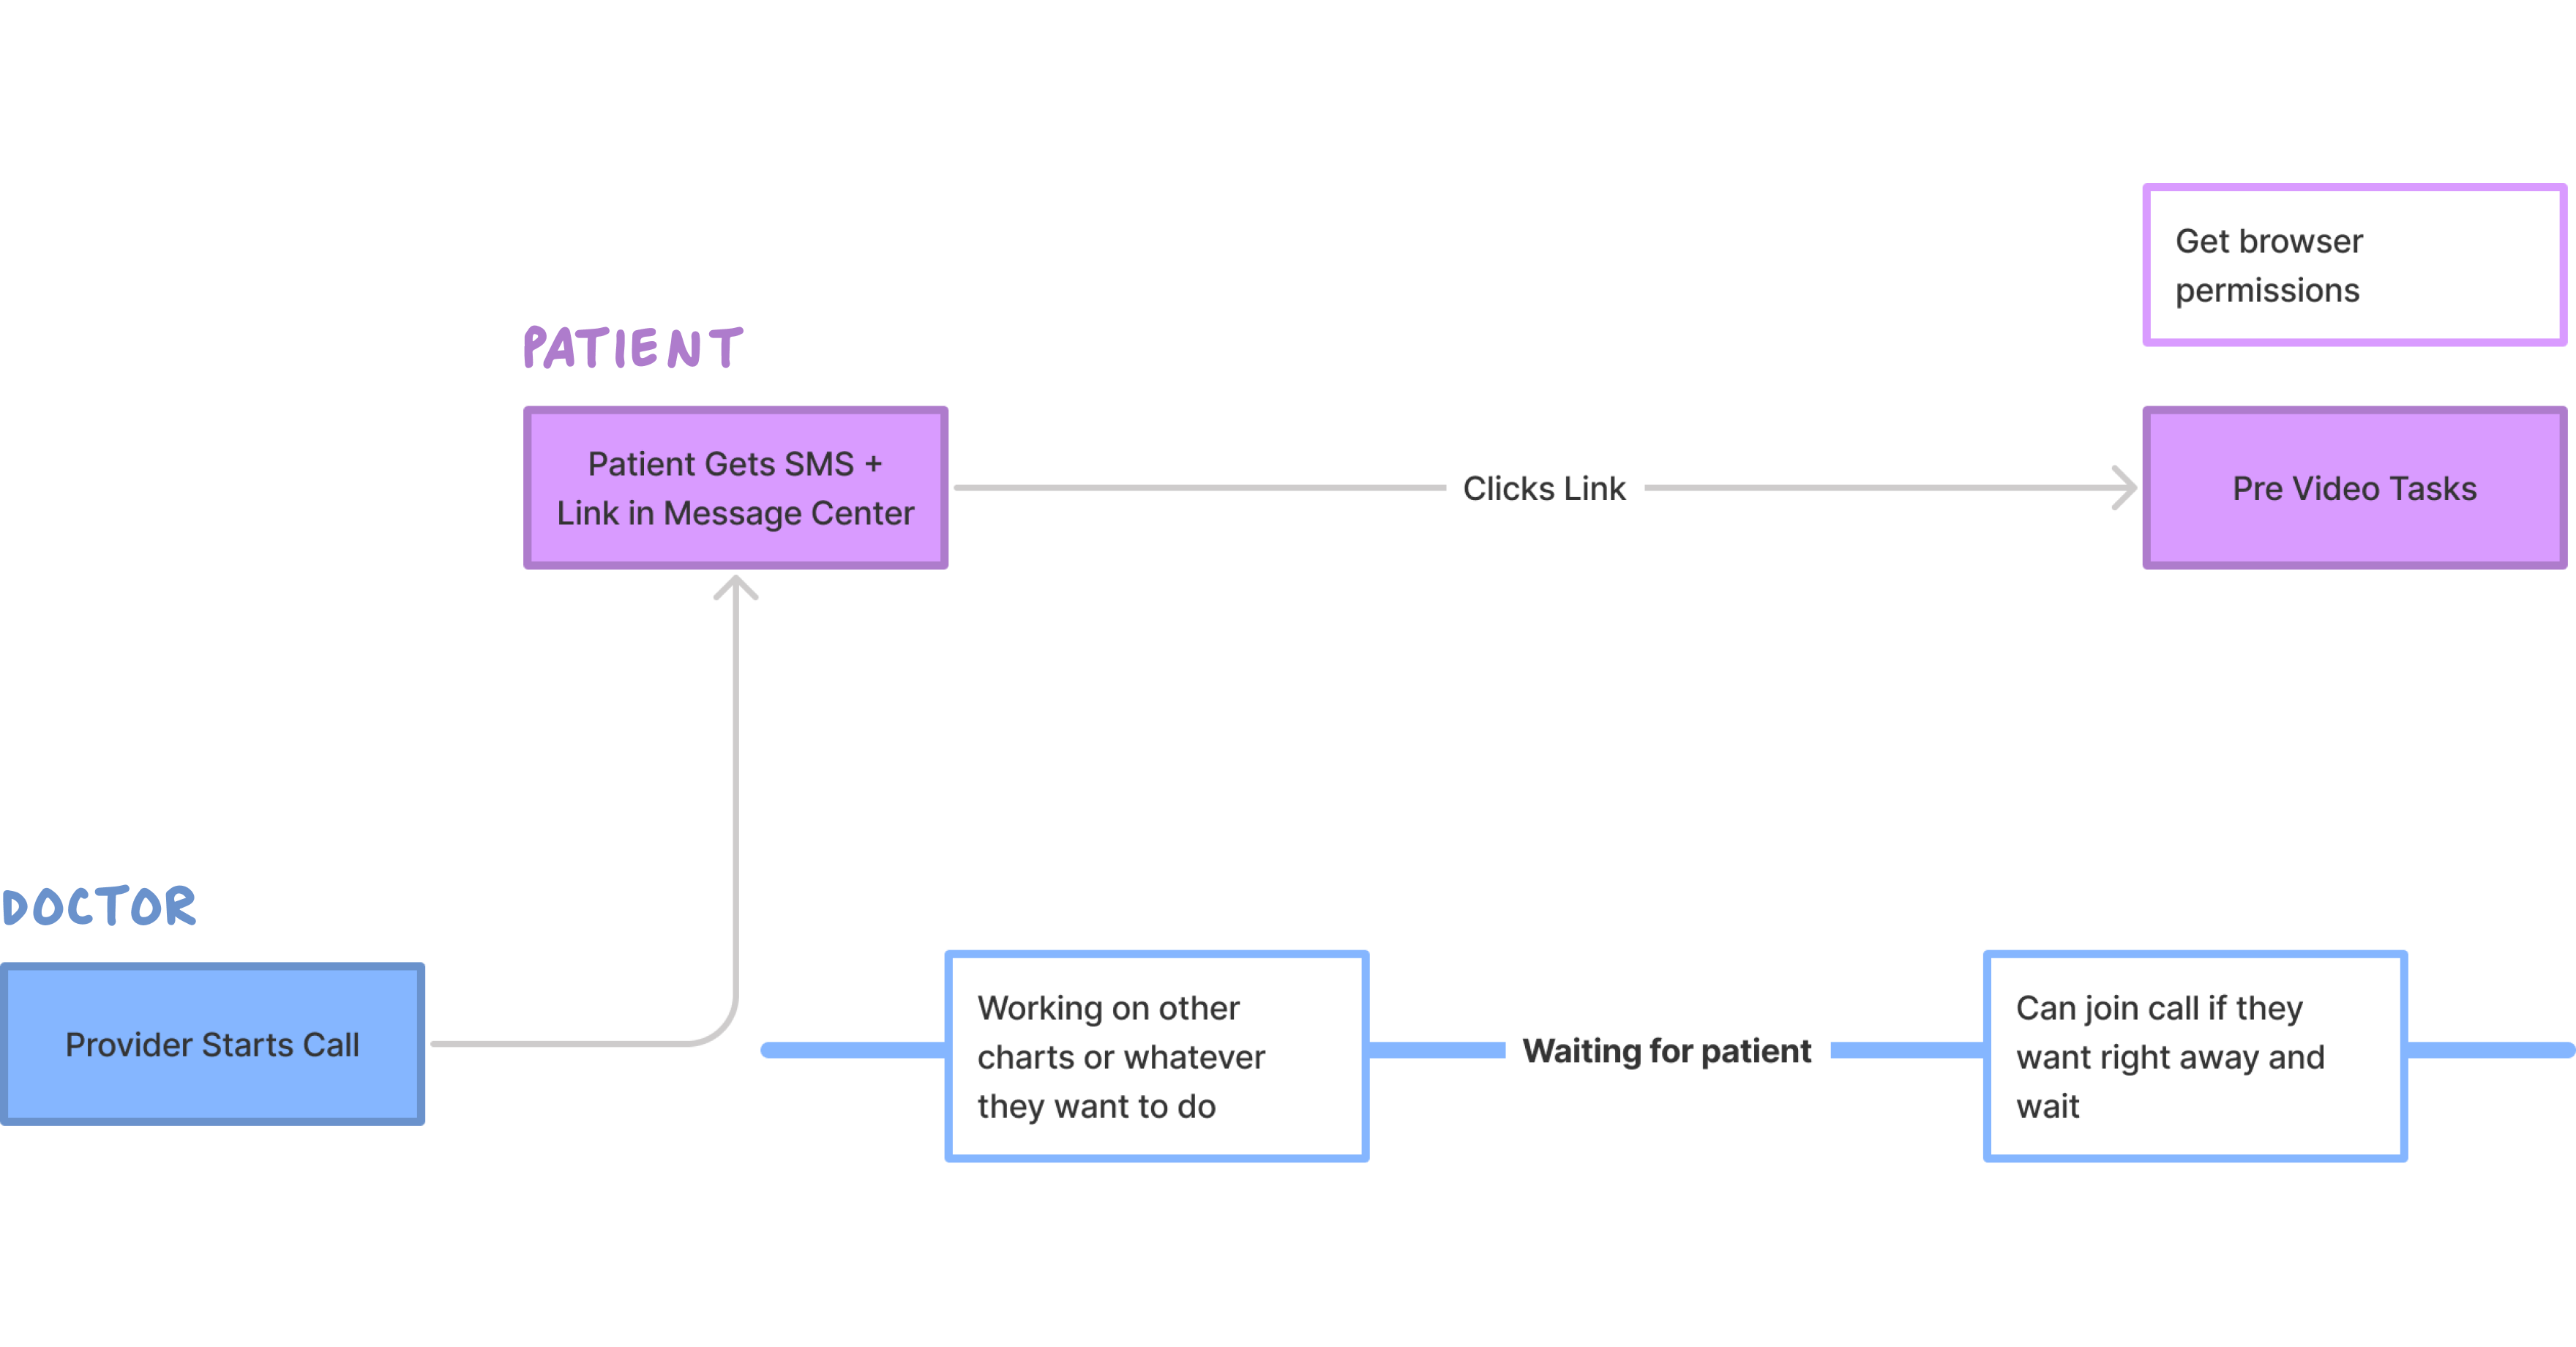 Get browser
permissions
PATIENT
Patient Gets SMS +
Link in Message Center
Clicks Link
Pre Video Tasks
DOCTOR
Provider Starts Call
Working on other
charts or whatever
they want to do
Waiting for patient
Can join call if they
want right away and
wait